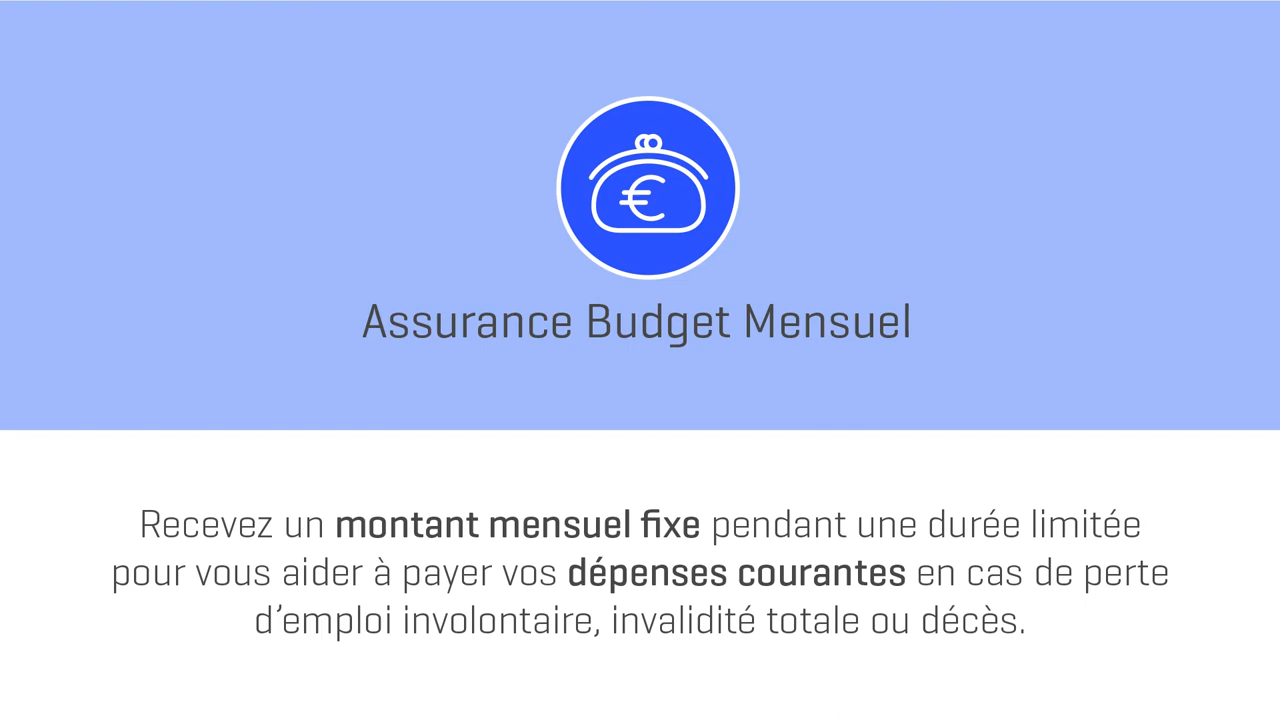 Assurance Budget Mensuel
Recevez un montant mensuel fixe pendant une durée limitée
pour vous aider à payer vos dépenses courantes en cas de perte
d’emploi involontaire, invalidité totale ou décès.